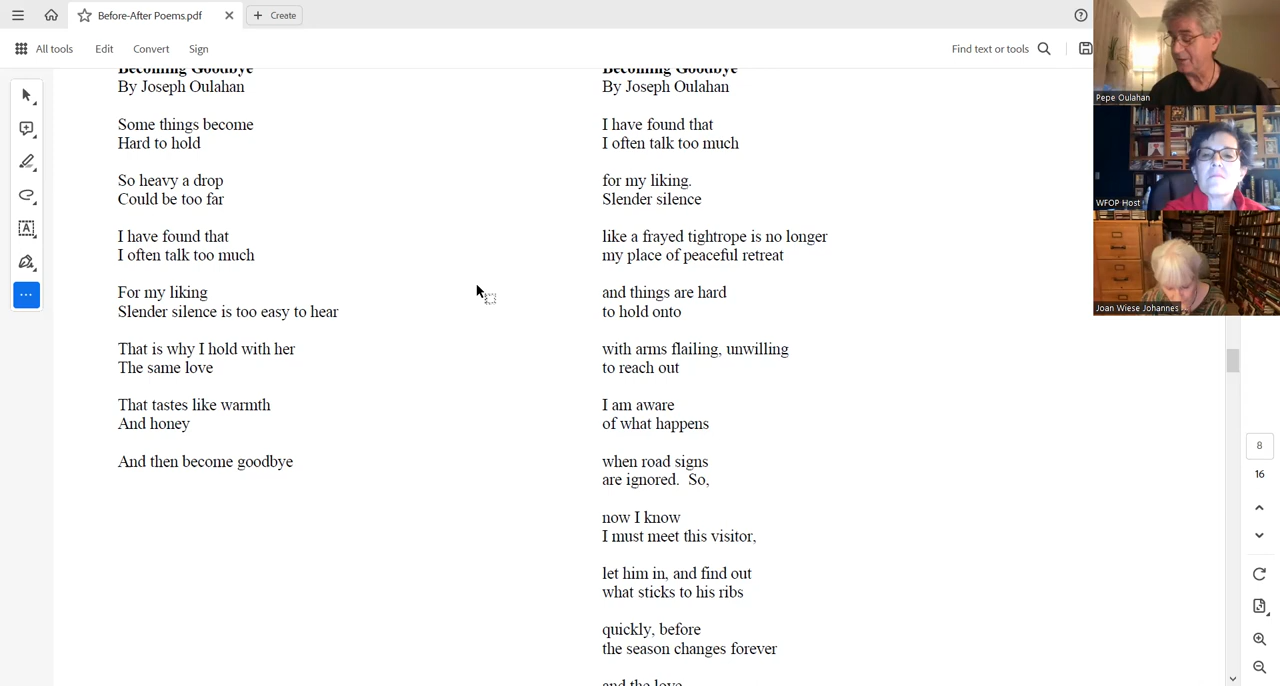 Before-After Poems.pdf
Create
All tools
Edit
Convert
Sign
Find text or tools
Becoming Goodbye
By Joseph Oulahan
Some things become
Hard to hold
So heavy a drop
Could be too far
I have found that
I often talk too much
For my liking
Slender silence is too easy to hear
That is why I hold with her
The same love
That tastes like warmth
And honey
And then become goodbye
Becoming Goodbye
By Joseph Oulahan
I have found that
I often talk too much
for my liking.
Slender silence
like a frayed tightrope is no longer
my place of peaceful retreat
and things are hard
to hold onto
with arms flailing, unwilling
to reach out
I am aware
of what happens
when road signs
are ignored.  So,
now I know
I must meet this visitor,
let him in, and find out
what sticks to his ribs
quickly, before
the season changes forever
and the love
Pepe Oulahan
WFOP Host
Joan Wiese Johannes
8
16